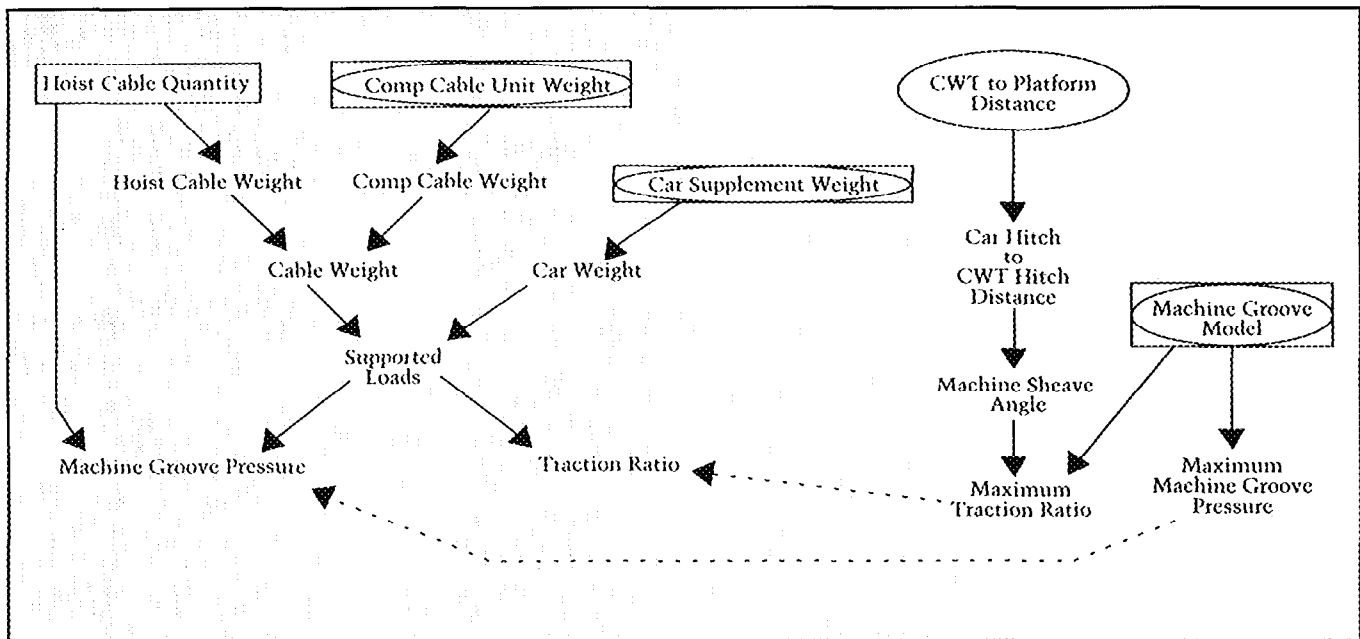 Hoist Cable Quantity
Comp Cable Unit Weight
CWT to Platform
Distance
Hoist Cable Weight
Comp Cable Weight
Car Supplement Weight
Car Hitch
to
CWT Hitch
Distance
Cable Weight
Car Weight
Machine Groove
Model
Supported
Loads
Machine Sheave
Angle
Machine Groove Pressure
Traction Ratio
Maximum
Traction Ratio
Maximum
Machine Groove
Pressure